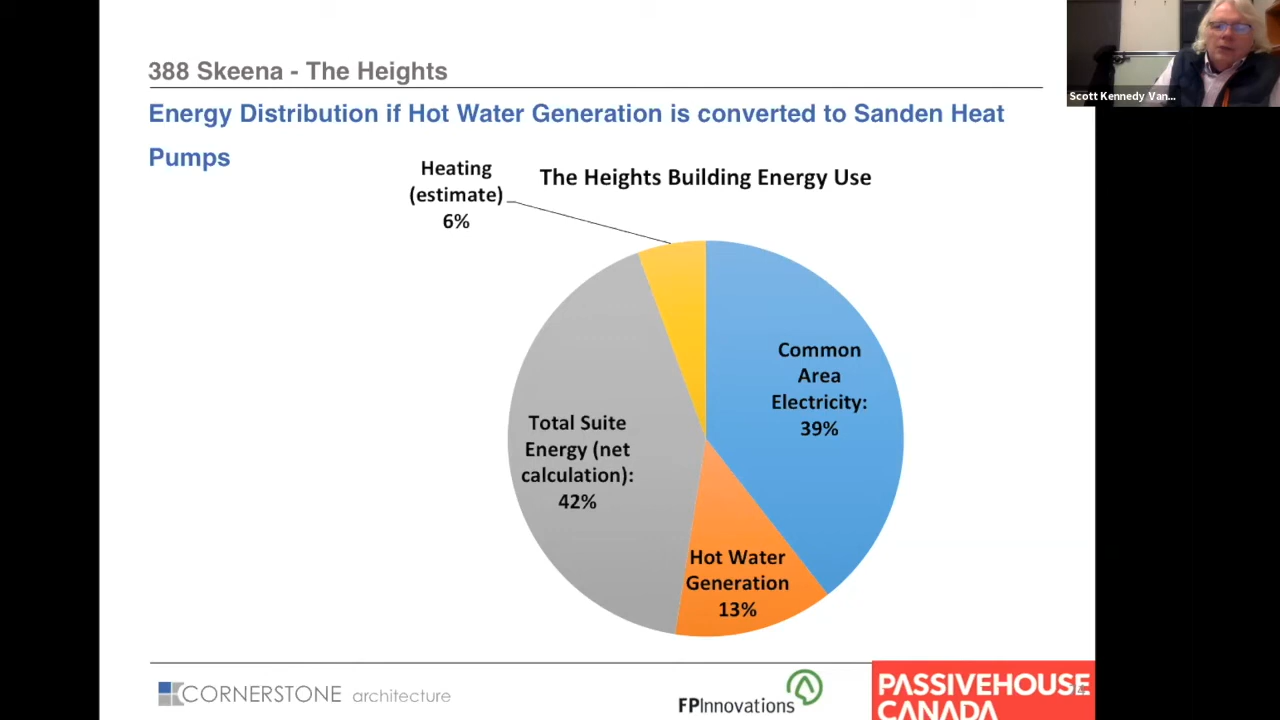 388 Skeena - The Heights
Scott Kennedy Van...
Energy Distribution if Hot Water Generation is converted to Sanden Heat
Pumps
The Heights Building Energy Use
Heating
(estimate)
6%
Common
Area
Electricity:
39%
Total Suite
Energy (net
calculation):
42%
Hot Water
Generation
13%
CORNERSTONE architecture
FPInnovations
PASSIVEHOUSE
CANADA